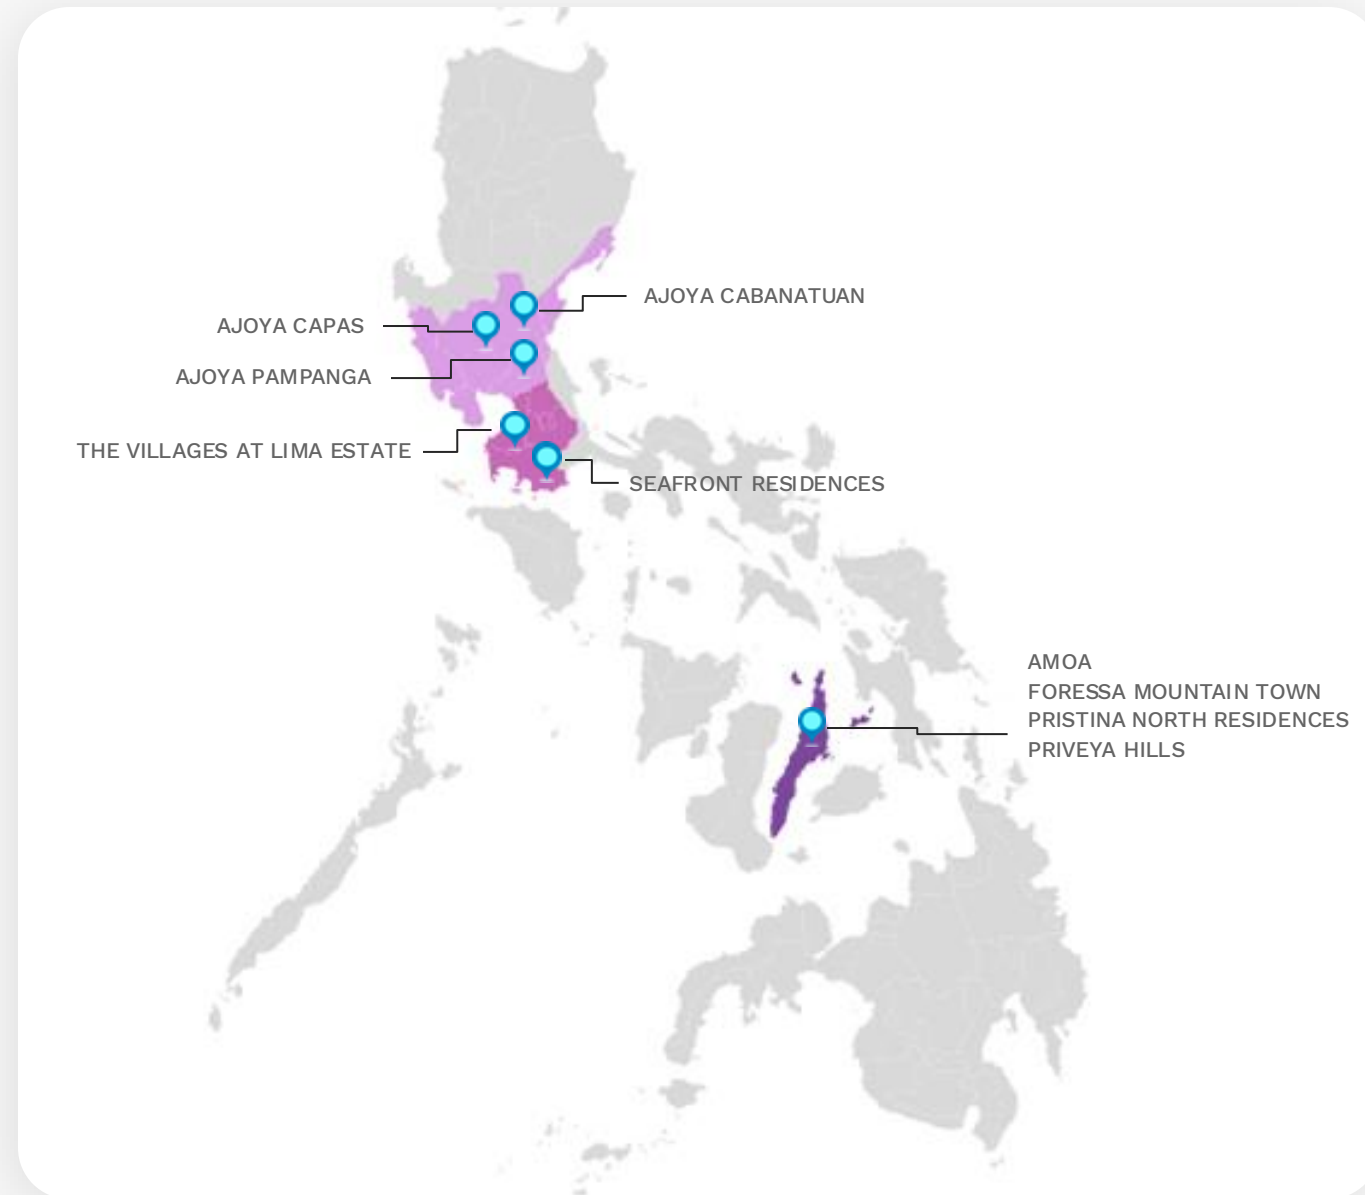 AJOYA CABANATUAN
AJOYA CAPAS
AJOYA PAMPANGA
THE VILLAGES AT LIMA ESTATE
SEAFRONT RESIDENCES
AMOA
FORESSA MOUNTAIN TOWN
PRISTINA NORTH RESIDENCES
PRIVEYA HILLS